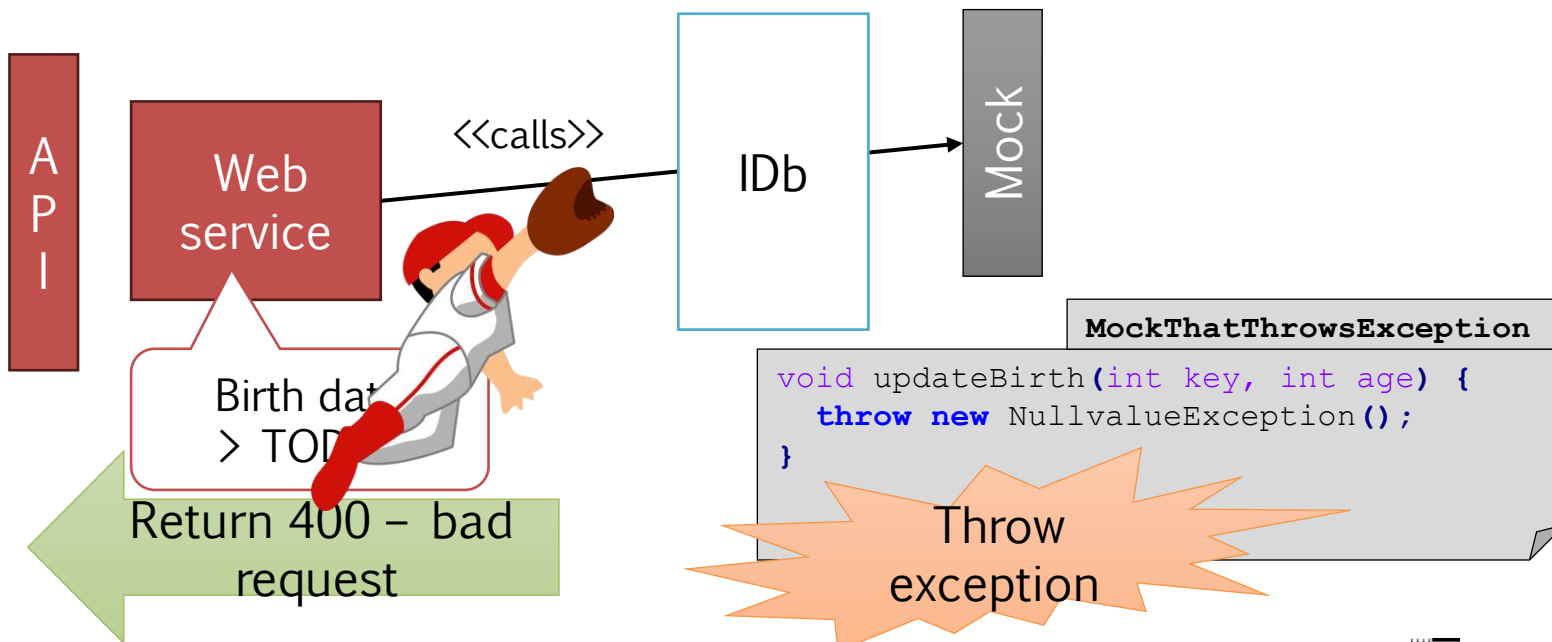 A
P
I
Web
service
<<calls>>
IDb
Mock
Birth dat
> TOD
Return 400 – bad
request
MockThatThrowsException
void updateBirth(int key, int age) {
throw new NullvalueException();
}
Throw
exception